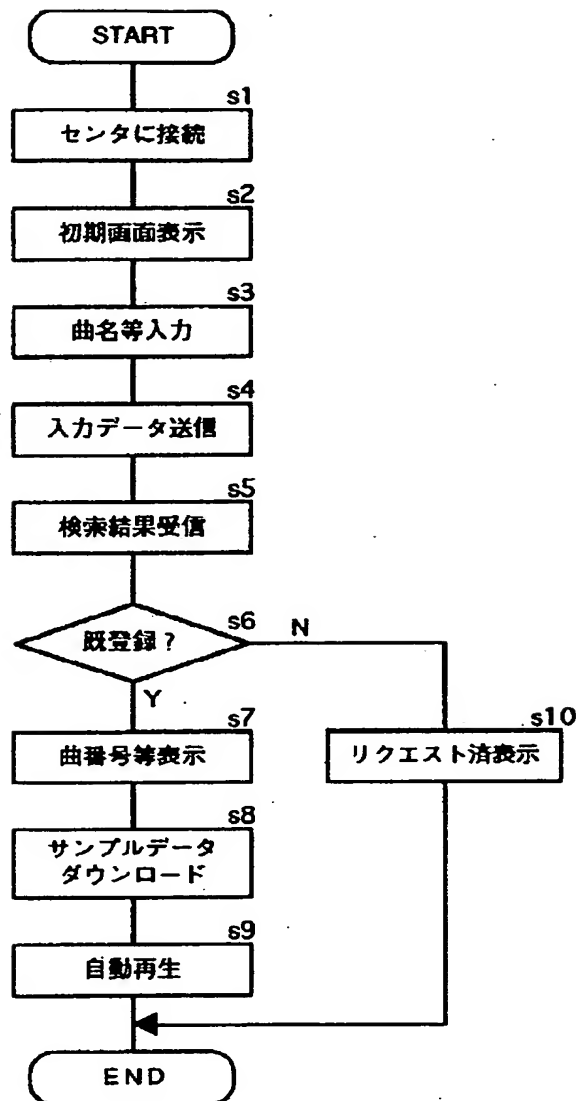 START
s1
センタに接続
s2
初期画面表示
s3
曲名等入力
s4
入力データ送信
s5
検索結果受信
s6
既登録?
N
Y
s7
曲番号等表示
s10
リクエスト済表示
s8
サンプルデータ
ダウンロード
s9
自動再生
END